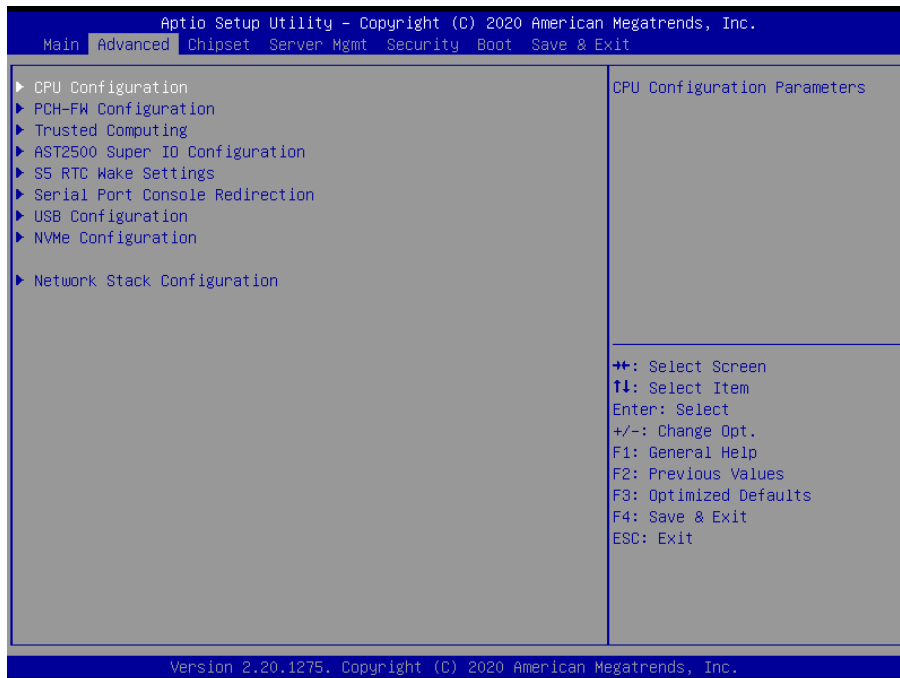 Aptio Setup Utility – Copyright (C) 2020 American Megatrends, Inc.
Main Advanced Chipset Server Mgmt Security Boot Save & Exit
▶ CPU Configuration
▶ PCH-FW Configuration
▶ Trusted Computing
▶ AST2500 Super IO Configuration
▶ S5 RTC Wake Settings
▶ Serial Port Console Redirection
▶ USB Configuration
▶ NVMe Configuration
▶ Network Stack Configuration
CPU Configuration Parameters
→←: Select Screen
↑↓: Select Item
Enter: Select
+/-: Change Opt.
F1: General Help
F2: Previous Values
F3: Optimized Defaults
F4: Save & Exit
ESC: Exit
Version 2.20.1275. Copyright (C) 2020 American Megatrends, Inc.